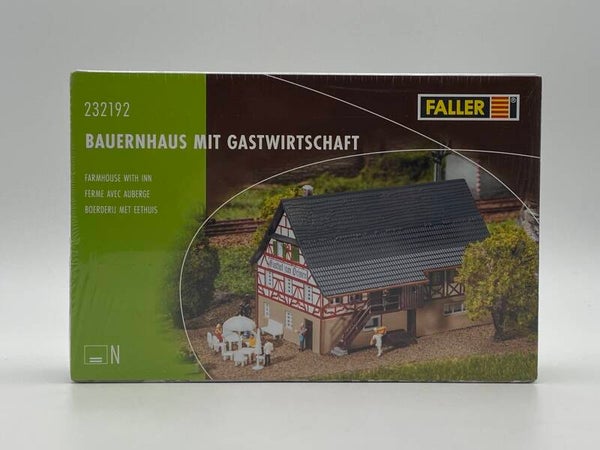 232192
FALLER
BAUERNHAUS MIT GASTWIRTSCHAFT
FARMHOUSE WITH INN
FERME AVEC AUBERGE
BOERDERIJ MET EETHUIS
N